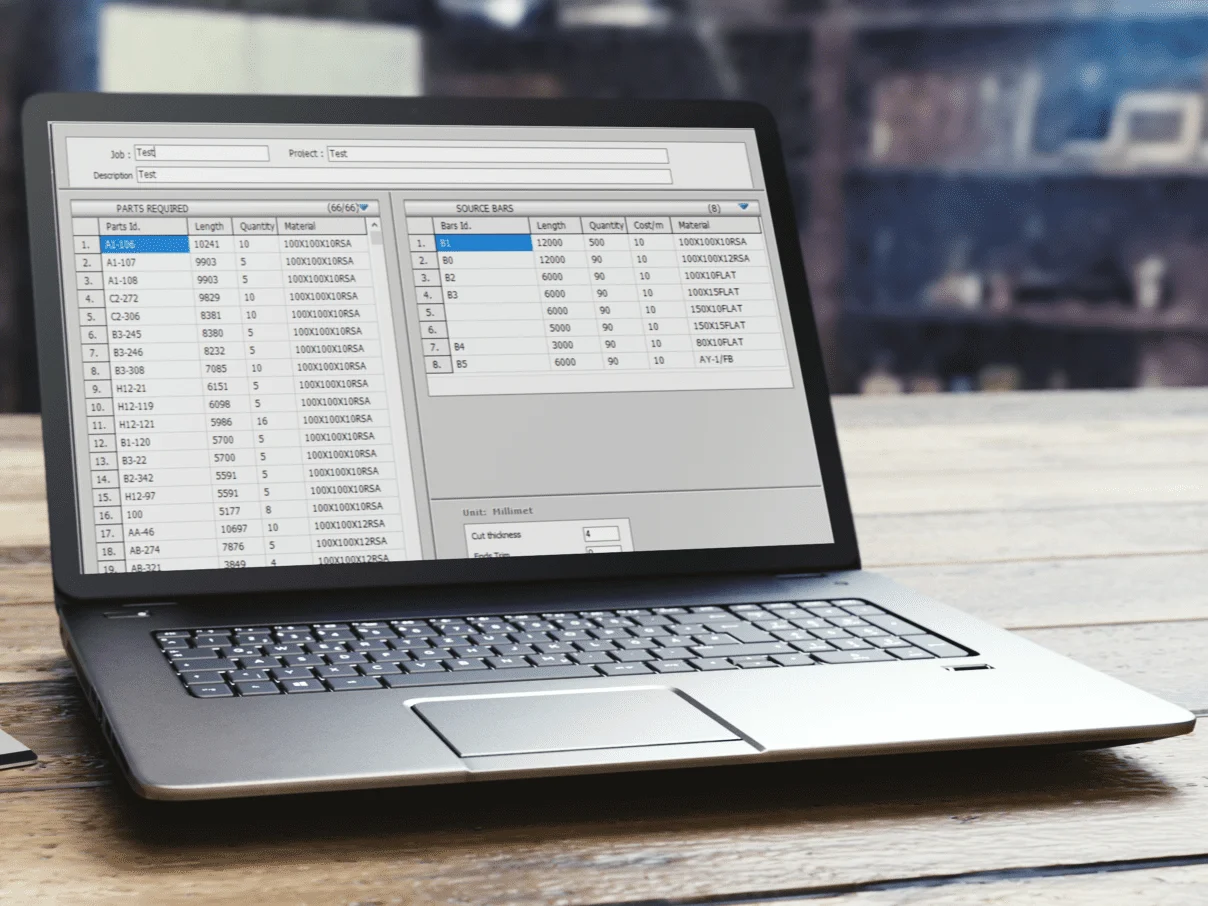 Job : Test Project : Test
Description Test
PARTS REQUIRED (66/66)
Parts Id. Length Quantity Material
1. A1-106 10241 10 100X100X10RSA
2. A1-107 9903 5 100X100X10RSA
3. A1-108 9903 5 100X100X10RSA
4. C2-272 9829 10 100X100X10RSA
5. C2-306 8381 10 100X100X10RSA
6. B3-245 8380 5 100X100X10RSA
7. B3-246 8232 5 100X100X10RSA
8. B3-308 7085 10 100X100X10RSA
9. H12-21 6151 5 100X100X10RSA
10. H12-119 6098 5 100X100X10RSA
11. H12-121 5986 16 100X100X10RSA
12. B1-120 5700 5 100X100X10RSA
13. B3-22 5700 5 100X100X10RSA
14. B2-342 5591 5 100X100X10RSA
15. H12-97 5591 5 100X100X10RSA
16. 100 5177 8 100X100X10RSA
17. AA-46 10697 10 100X100X12RSA
18. AB-274 7876 5 100X100X12RSA
19. AB-321 3849 4 100X100X12RSA
SOURCE BARS (8)
Bars Id. Length Quantity Cost/m Material
1. B1 12000 500 10 100X100X10RSA
2. B0 12000 90 10 100X100X12RSA
3. B2 6000 90 10 100X10FLAT
4. B3 6000 90 10 100X15FLAT
5. 6000 90 10 150X10FLAT
6. 5000 90 10 150X15FLAT
7. B4 3000 90 10 80X10FLAT
8. B5 6000 90 10 AY-1/FB
Unit: Millimet
Cut thickness 4
Ends Trim 0